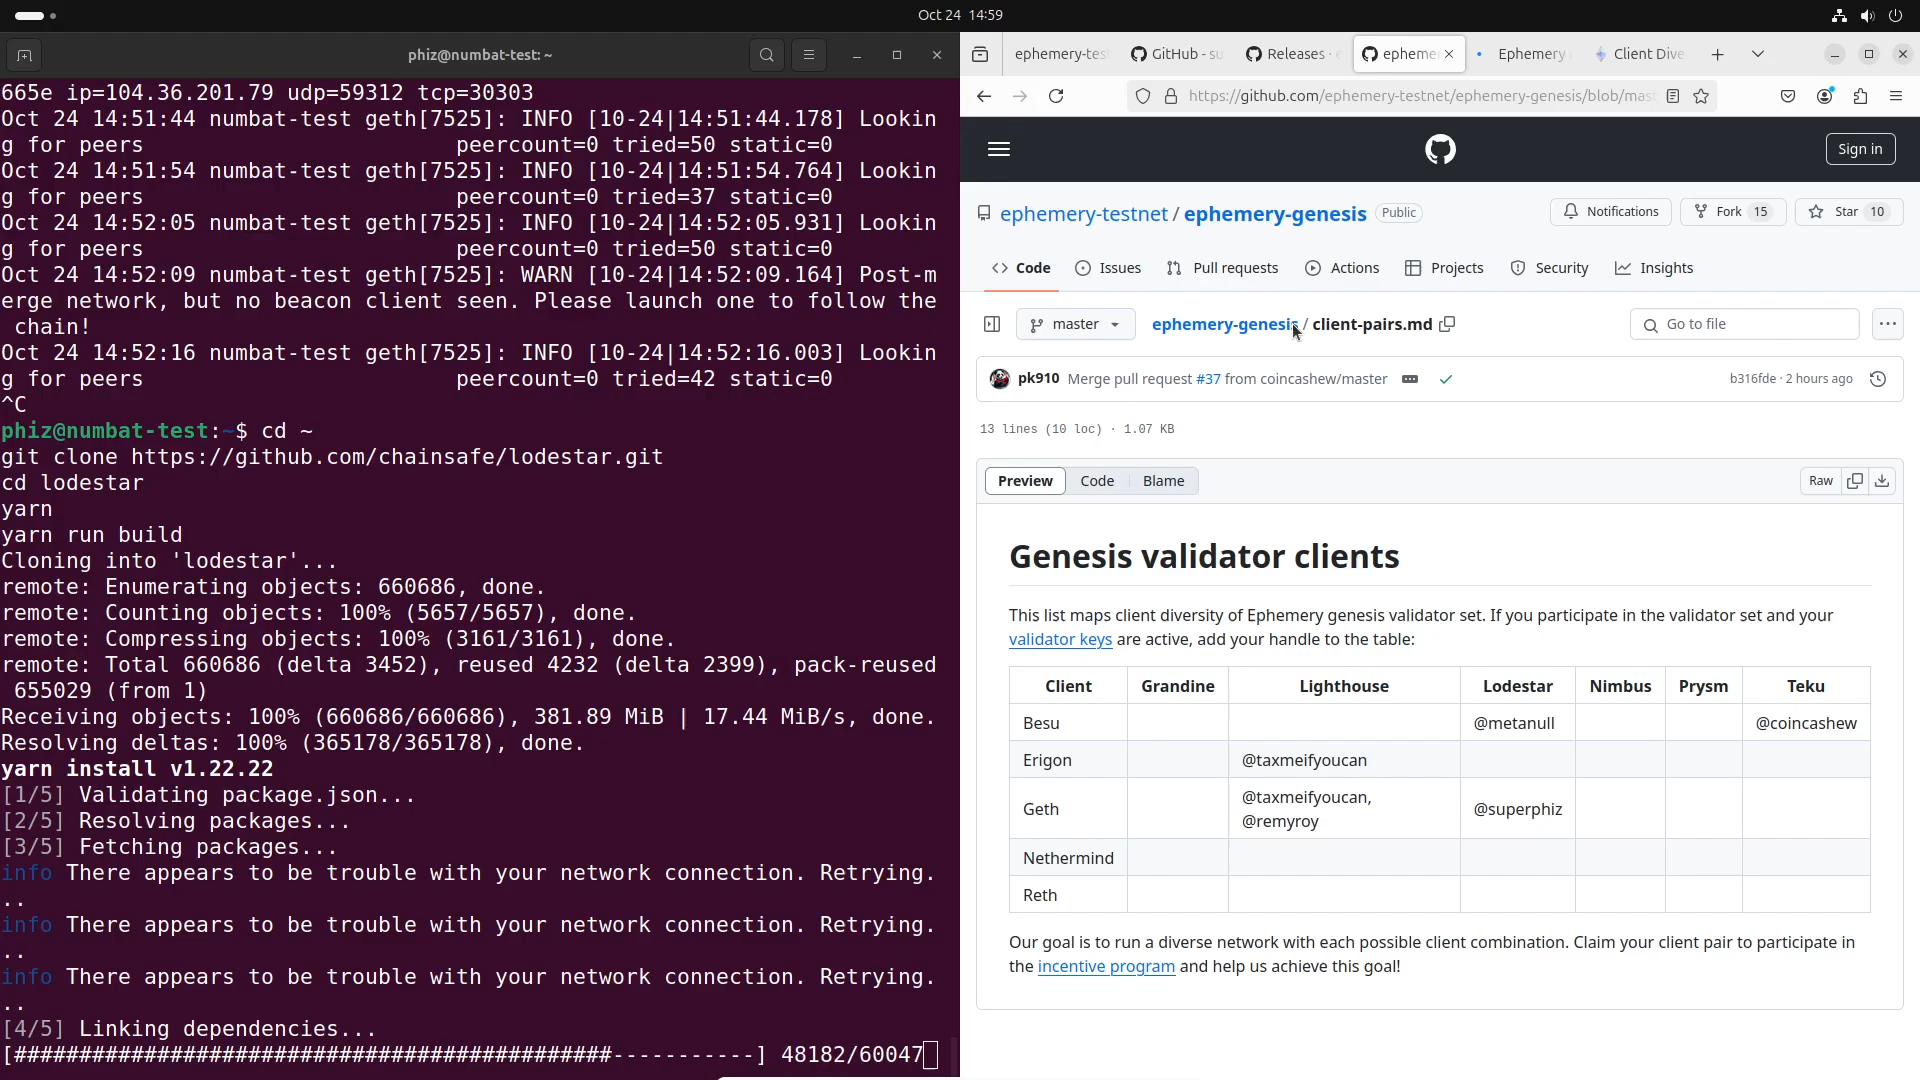 Oct 24 14:59
phiz@numbat-test: ~
665e ip=104.36.201.79 udp=59312 tcp=30303
Oct 24 14:51:44 numbat-test geth[7525]: INFO [10-24|14:51:44.178] Lookin
g for peers                        peercount=0 tried=50 static=0
Oct 24 14:51:54 numbat-test geth[7525]: INFO [10-24|14:51:54.764] Lookin
g for peers                        peercount=0 tried=37 static=0
Oct 24 14:52:05 numbat-test geth[7525]: INFO [10-24|14:52:05.931] Lookin
g for peers                        peercount=0 tried=50 static=0
Oct 24 14:52:09 numbat-test geth[7525]: WARN [10-24|14:52:09.164] Post-m
erge network, but no beacon client seen. Please launch one to follow the
 chain!
Oct 24 14:52:16 numbat-test geth[7525]: INFO [10-24|14:52:16.003] Lookin
g for peers                        peercount=0 tried=42 static=0
^C
phiz@numbat-test:~$ cd ~
git clone https://github.com/chainsafe/lodestar.git
cd lodestar
yarn
yarn run build
Cloning into 'lodestar'...
remote: Enumerating objects: 660686, done.
remote: Counting objects: 100% (5657/5657), done.
remote: Compressing objects: 100% (3161/3161), done.
remote: Total 660686 (delta 3452), reused 4232 (delta 2399), pack-reused
 655029 (from 1)
Receiving objects: 100% (660686/660686), 381.89 MiB | 17.44 MiB/s, done.
Resolving deltas: 100% (365178/365178), done.
yarn install v1.22.22
[1/5] Validating package.json...
[2/5] Resolving packages...
[3/5] Fetching packages...
info There appears to be trouble with your network connection. Retrying.
..
info There appears to be trouble with your network connection. Retrying.
..
info There appears to be trouble with your network connection. Retrying.
..
[4/5] Linking dependencies...
[##############################################-----------] 48182/60047
ephemery-tes GitHub - su Releases · e epheme Ephemery Client Dive
https://github.com/ephemery-testnet/ephemery-genesis/blob/mast
Sign in
ephemery-testnet / ephemery-genesis Public
Notifications Fork 15 Star 10
Code Issues Pull requests Actions Projects Security Insights
master ephemery-genesis / client-pairs.md Go to file
pk910 Merge pull request #37 from coincashew/master b316fde · 2 hours ago
13 lines (10 loc) · 1.07 KB
Preview Code Blame Raw
Genesis validator clients
This list maps client diversity of Ephemery genesis validator set. If you participate in the validator set and your
validator keys are active, add your handle to the table:
Client Grandine Lighthouse Lodestar Nimbus Prysm Teku
Besu @metanull @coincashew
Erigon @taxmeifyoucan
Geth @taxmeifyoucan, @superphiz
@remyroy
Nethermind
Reth
Our goal is to run a diverse network with each possible client combination. Claim your client pair to participate in
the incentive program and help us achieve this goal!